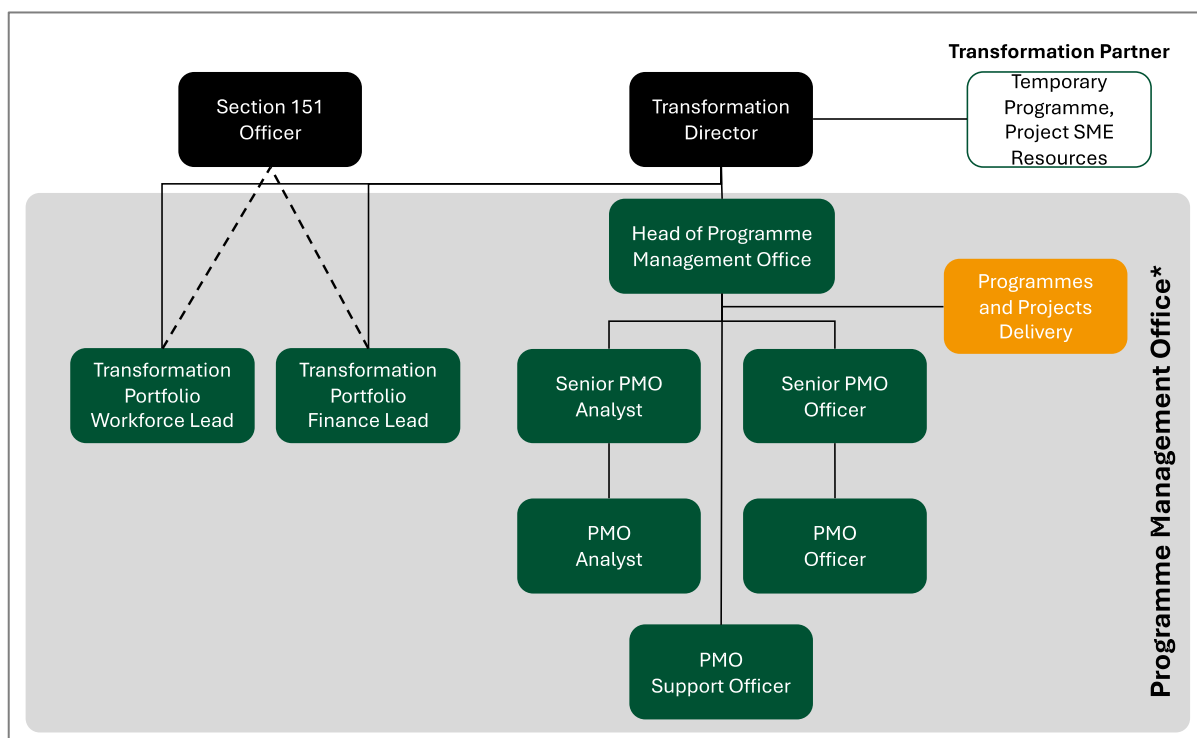 Transformation Partner
Section 151
Officer
Transformation
Director
Temporary
Programme,
Project SME
Resources
Head of Programme
Management Office
Programmes
and Projects
Delivery
Transformation
Portfolio
Workforce Lead
Transformation
Portfolio
Finance Lead
Senior PMO
Analyst
Senior PMO
Officer
PMO
Analyst
PMO
Officer
PMO
Support Officer
Programme Management Office*